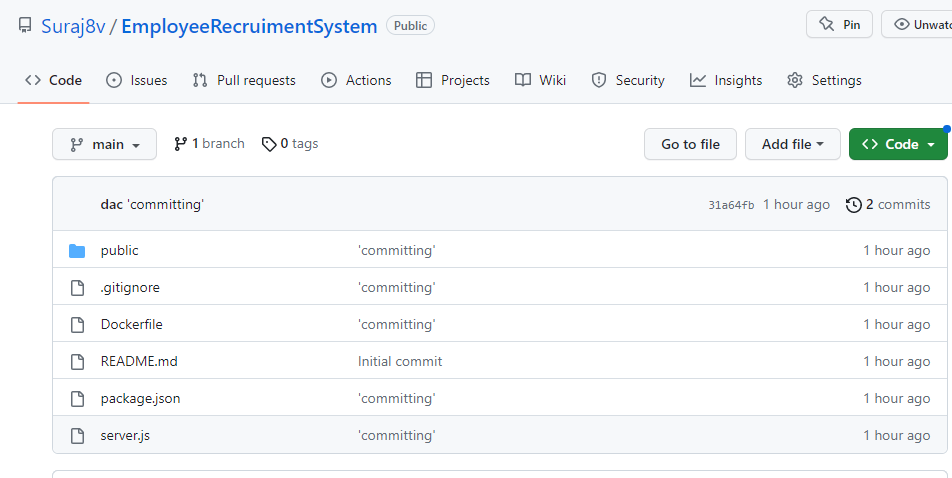 Suraj8v / EmployeeRecruimentSystem Public Pin Unwatc
Code Issues Pull requests Actions Projects Wiki Security Insights Settings
main 1 branch 0 tags Go to file Add file Code
dac 'committing' 31a64fb 1 hour ago 2 commits
public 'committing' 1 hour ago
.gitignore 'committing' 1 hour ago
Dockerfile 'committing' 1 hour ago
README.md Initial commit 1 hour ago
package.json 'committing' 1 hour ago
server.js 'committing' 1 hour ago